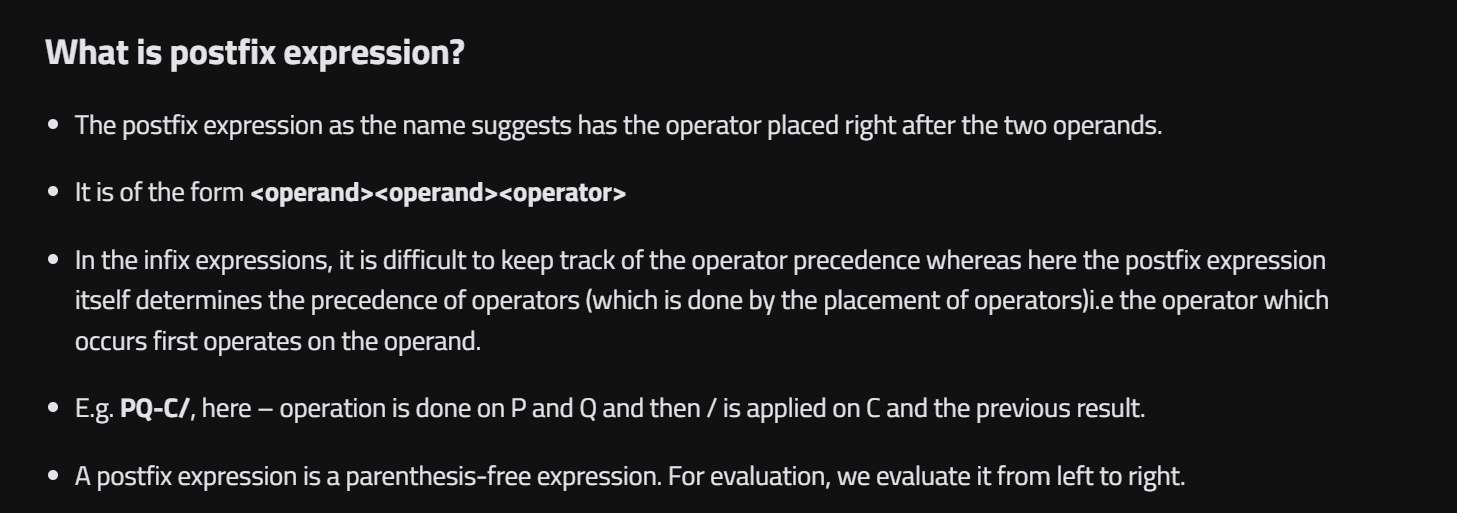 What is postfix expression?
• The postfix expression as the name suggests has the operator placed right after the two operands.
• It is of the form <operand><operand><operator>
• In the infix expressions, it is difficult to keep track of the operator precedence whereas here the postfix expression
itself determines the precedence of operators (which is done by the placement of operators)i.e the operator which
occurs first operates on the operand.
• E.g. PQ-C/, here – operation is done on P and Q and then / is applied on C and the previous result.
• A postfix expression is a parenthesis-free expression. For evaluation, we evaluate it from left to right.